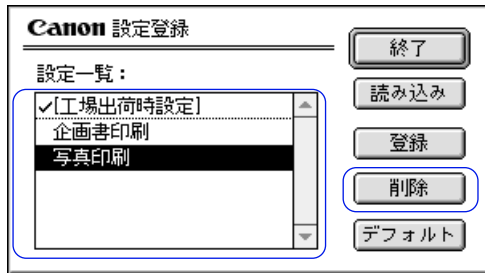 Canon 設定登録
終了
設定一覧：
読み込み
✓[工場出荷時設定]
企画書印刷
登録
写真印刷
削除
デフォルト